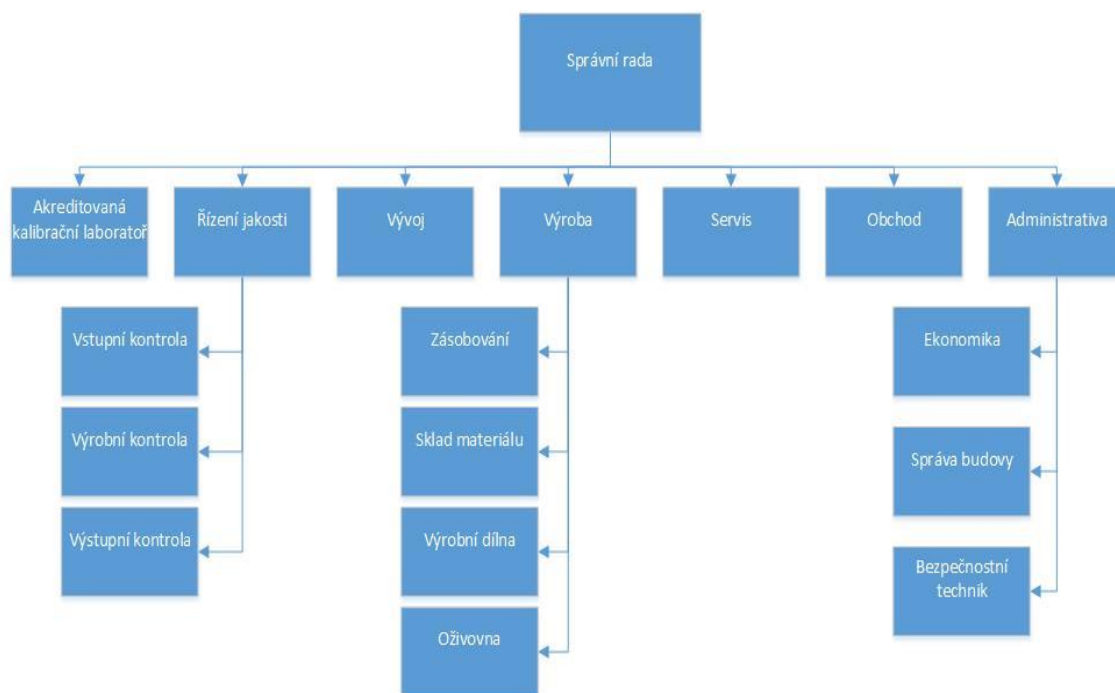 Správní rada
Akreditovaná
kalibrační laboratoř
Řízení jakosti
Vývoj
Výroba
Servis
Obchod
Administrativa
Vstupní kontrola
Zásobování
Ekonomika
Výrobní kontrola
Sklad materiálu
Správa budovy
Výstupní kontrola
Výrobní dílna
Bezpečnostní
technik
Oživovna